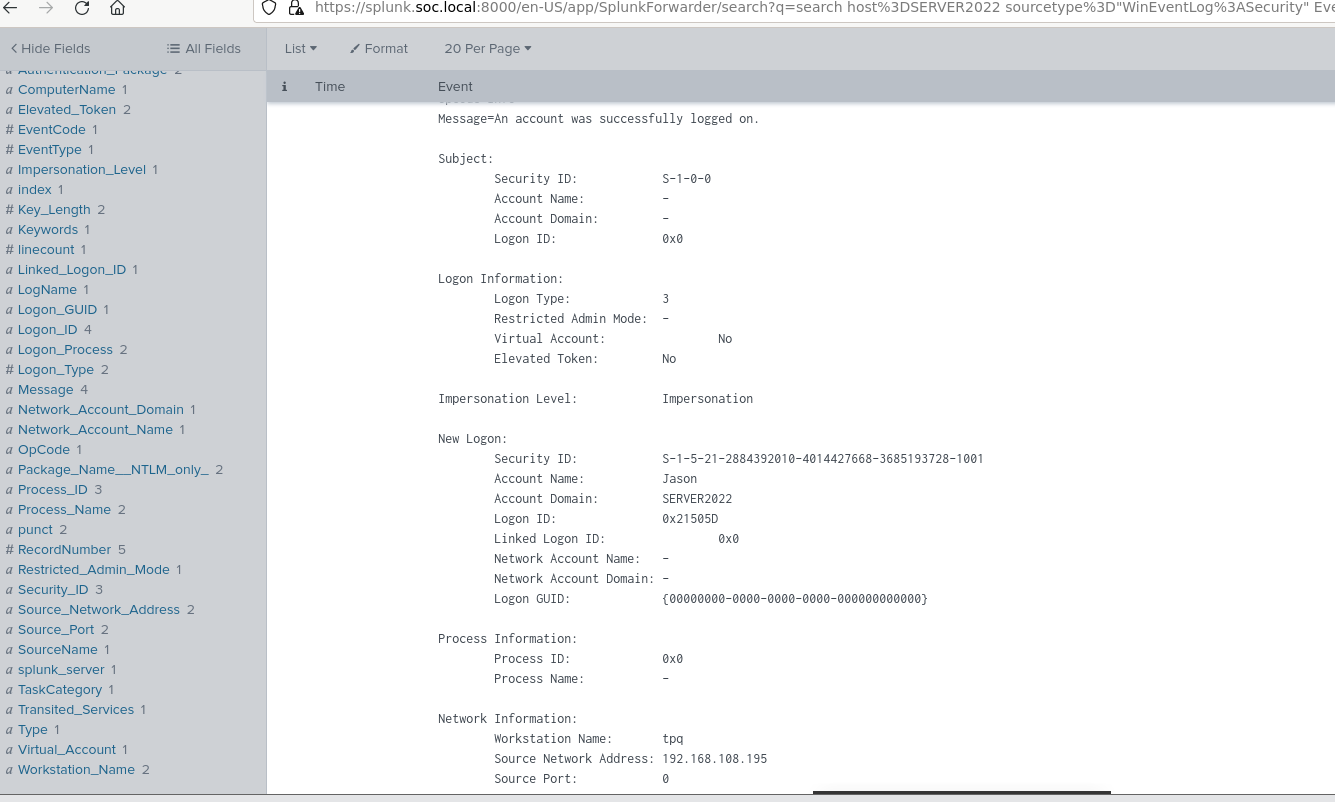 https://splunk.soc.local:8000/en-US/app/SplunkForwarder/search?q=search host%3DSERVER2022 sourcetype%3D"WinEventLog%3ASecurity" Eve
Hide Fields
All Fields
List
Format
20 Per Page
i
Time
Event
a Authentication_Package 2
a ComputerName 1
a Elevated_Token 2
# EventCode 1
# EventType 1
a Impersonation_Level 1
a index 1
# Key_Length 2
a Keywords 1
# linecount 1
a Linked_Logon_ID 1
a LogName 1
a Logon_GUID 1
a Logon_ID 4
a Logon_Process 2
# Logon_Type 2
a Message 4
a Network_Account_Domain 1
a Network_Account_Name 1
a OpCode 1
a Package_Name__NTLM_only_ 2
a Process_ID 3
a Process_Name 2
a punct 2
# RecordNumber 5
a Restricted_Admin_Mode 1
a Security_ID 3
a Source_Network_Address 2
a Source_Port 2
a SourceName 1
a splunk_server 1
a TaskCategory 1
a Transited_Services 1
a Type 1
a Virtual_Account 1
a Workstation_Name 2
Message=An account was successfully logged on.
Subject:
Security ID: S-1-0-0
Account Name: -
Account Domain: -
Logon ID: 0x0
Logon Information:
Logon Type: 3
Restricted Admin Mode: -
Virtual Account: No
Elevated Token: No
Impersonation Level: Impersonation
New Logon:
Security ID: S-1-5-21-2884392010-4014427668-3685193728-1001
Account Name: Jason
Account Domain: SERVER2022
Logon ID: 0x21505D
Linked Logon ID: 0x0
Network Account Name: -
Network Account Domain: -
Logon GUID: {00000000-0000-0000-0000-000000000000}
Process Information:
Process ID: 0x0
Process Name: -
Network Information:
Workstation Name: tpq
Source Network Address: 192.168.108.195
Source Port: 0